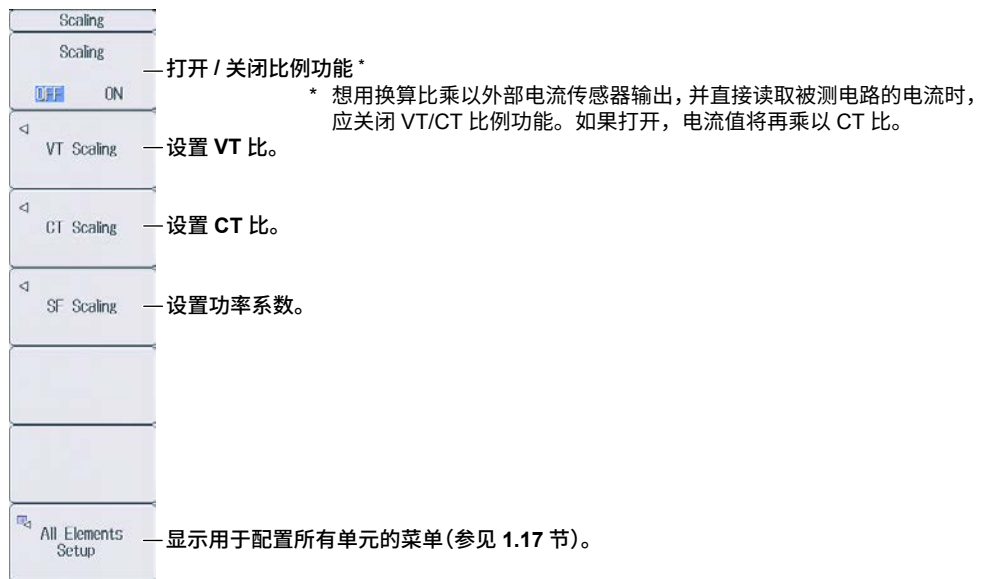 Scaling
Scaling
OFF ON
打开 / 关闭比例功能 *
* 想用换算比乘以外部电流传感器输出，并直接读取被测电路的电流时，
应关闭 VT/CT 比例功能。如果打开，电流值将再乘以 CT 比。
VT Scaling
设置 VT 比。
CT Scaling
设置 CT 比。
SF Scaling
设置功率系数。
All Elements
Setup
显示用于配置所有单元的菜单（参见 1.17 节）。